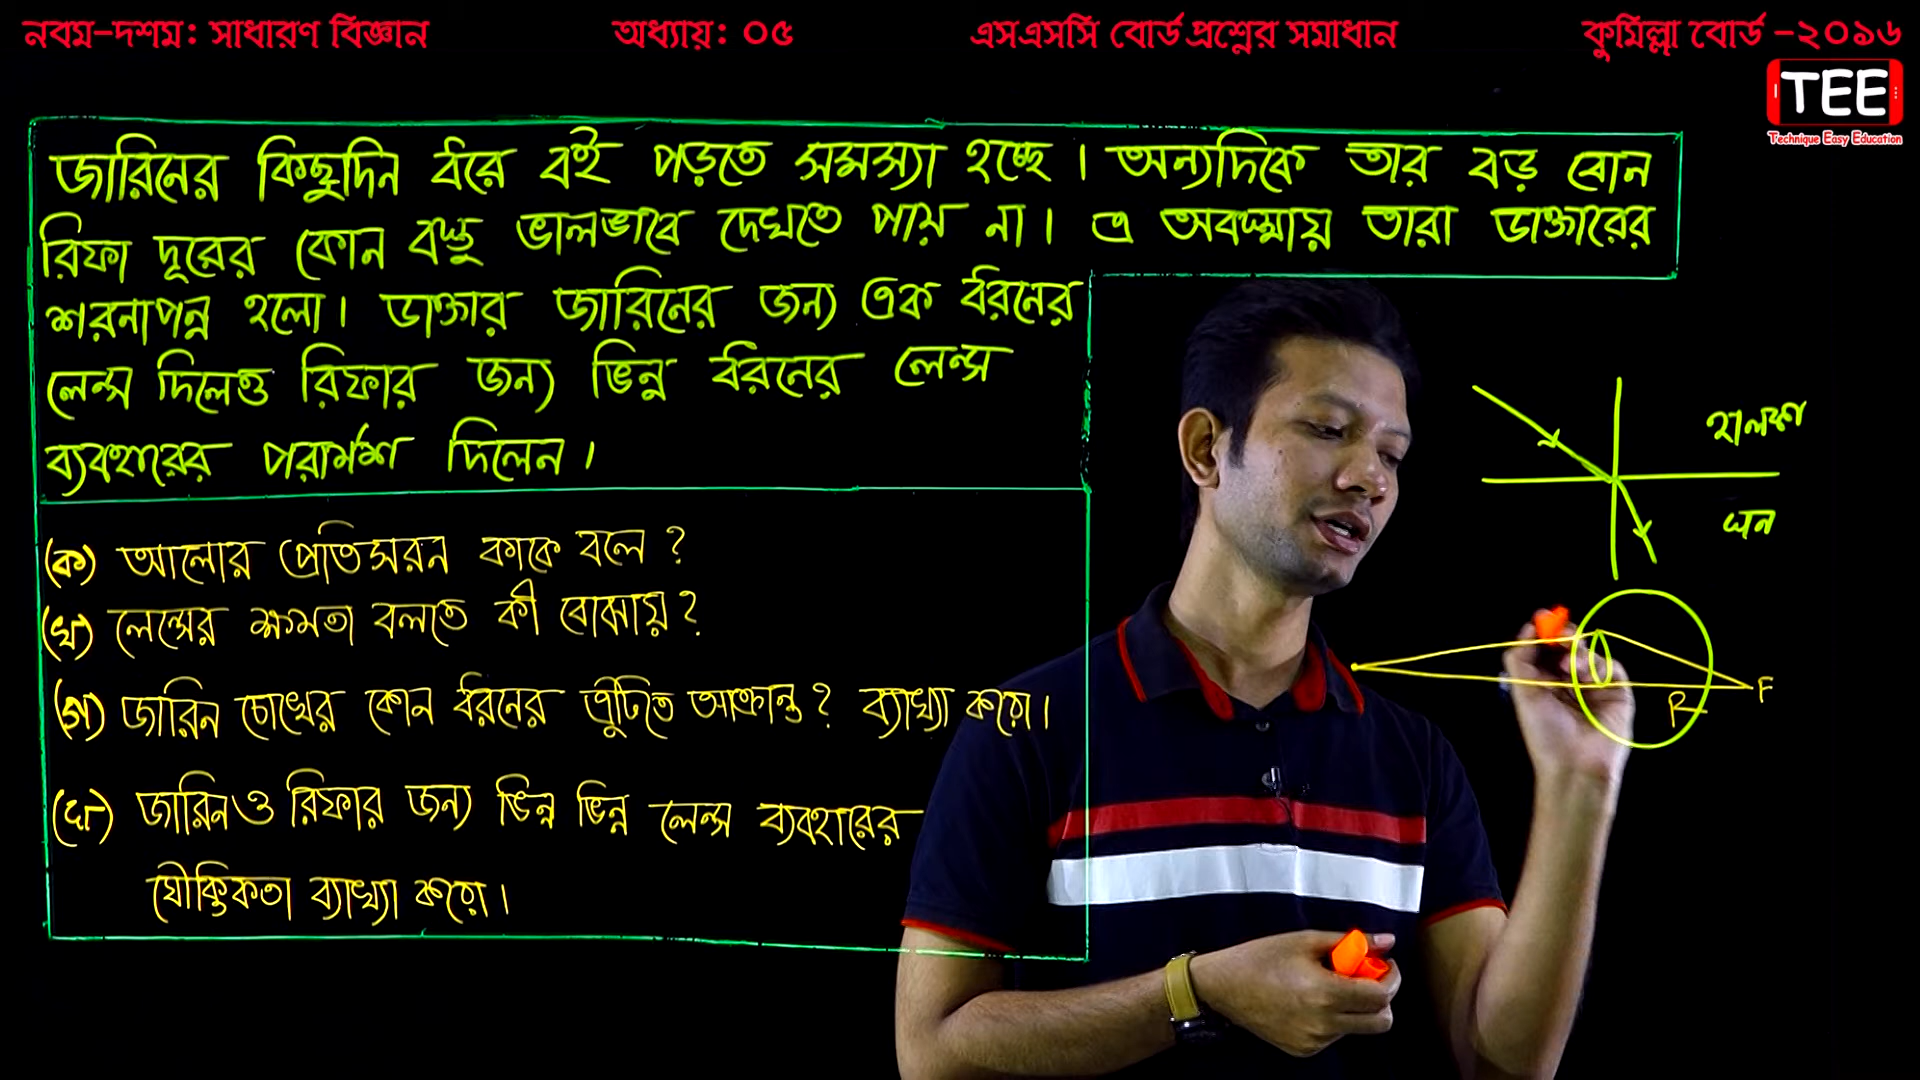 নবম-দশম: সাধারণ বিজ্ঞান
অধ্যায়: ০৫
এসএসসি বোর্ড প্রশ্নের সমাধান
কুমিল্লা বোর্ড -২০১৬
TEE
Technique Easy Education
জারিনের কিছুদিন ধরে বই পড়তে সমস্যা হচ্ছে। অন্যদিকে তার বড় বোন
রিফা দূরের কোন বস্তু ভালভাবে দেখতে পায় না। এ অবস্থায় তারা ডাক্তারের
শরনাপন্ন হলো। ডাক্তার জারিনের জন্য এক ধরনের
লেন্স দিলেও রিফার জন্য ভিন্ন ধরনের লেন্স
ব্যবহারের পরামর্শ দিলেন।
(ক) আলোর প্রতিসরন কাকে বলে?
(খ) লেন্সের ক্ষমতা বলতে কী বোঝায়?
(গ) জারিন চোখের কোন ধরনের ত্রুটিতে আক্রান্ত? ব্যাখ্যা করো।
(ঘ) জারিন ও রিফার জন্য ভিন্ন ভিন্ন লেন্স ব্যবহারের
যৌক্তিকতা ব্যাখ্যা করো।
হালকা
ঘন
F
R